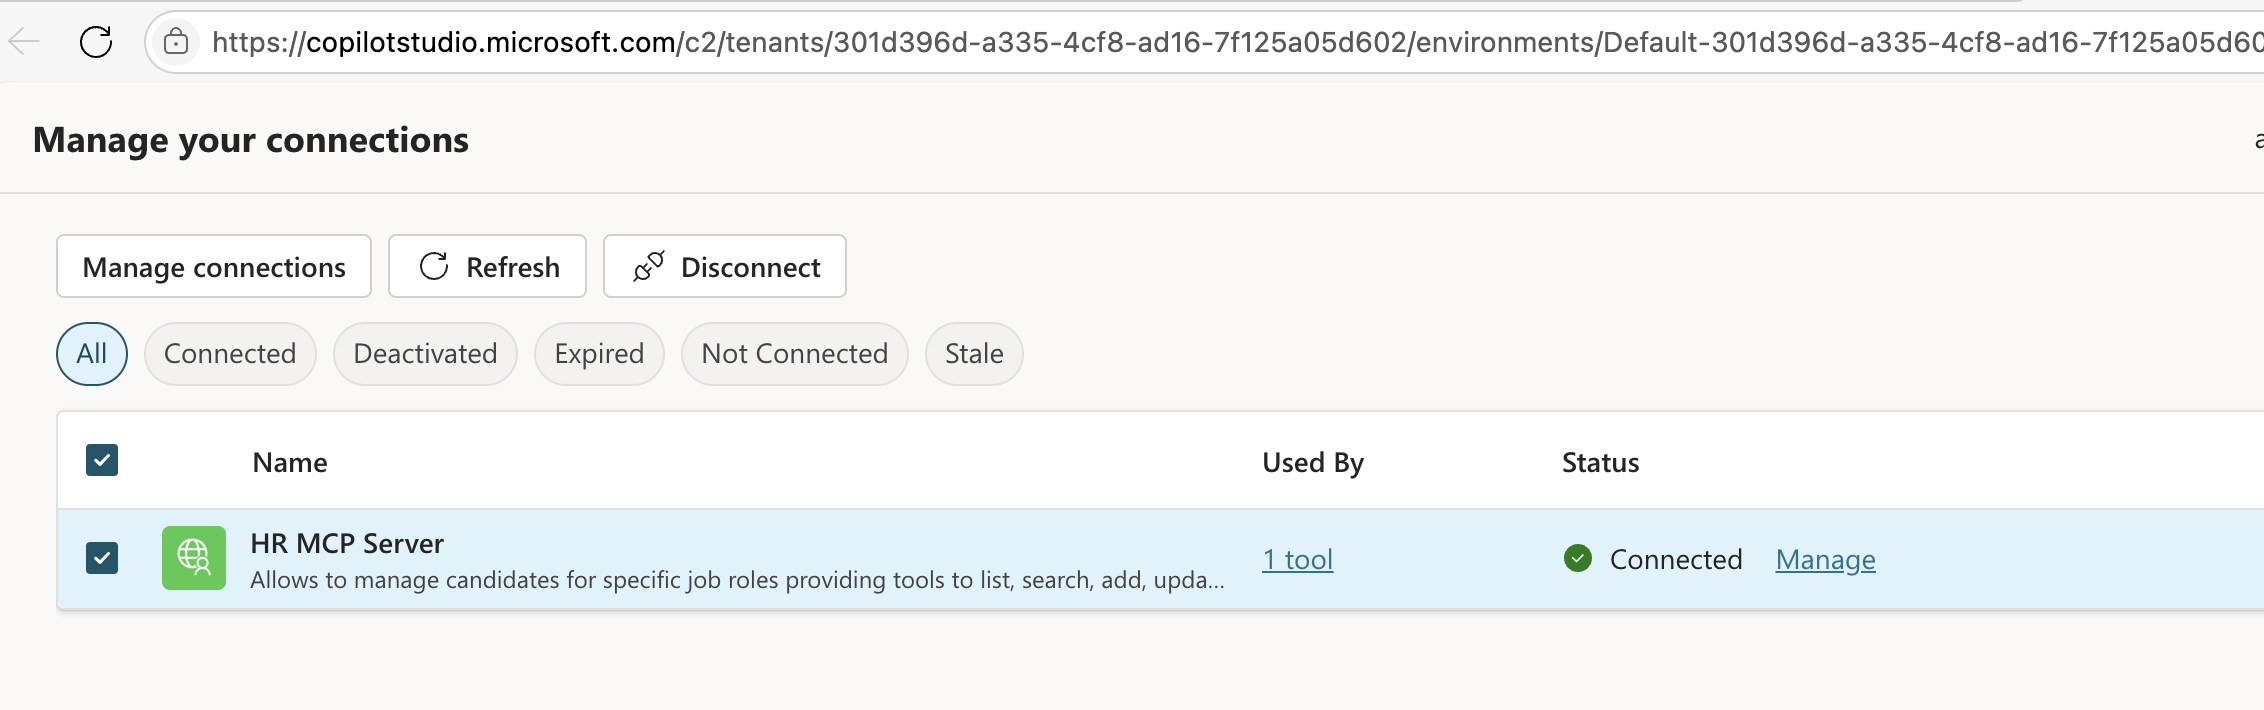 https://copilotstudio.microsoft.com/c2/tenants/301d396d-a335-4cf8-ad16-7f125a05d602/environments/Default-301d396d-a335-4cf8-ad16-7f125a05d60
Manage your connections
Manage connections Refresh Disconnect
All Connected Deactivated Expired Not Connected Stale
Name Used By Status
HR MCP Server 1 tool Connected Manage
Allows to manage candidates for specific job roles providing tools to list, search, add, upda...